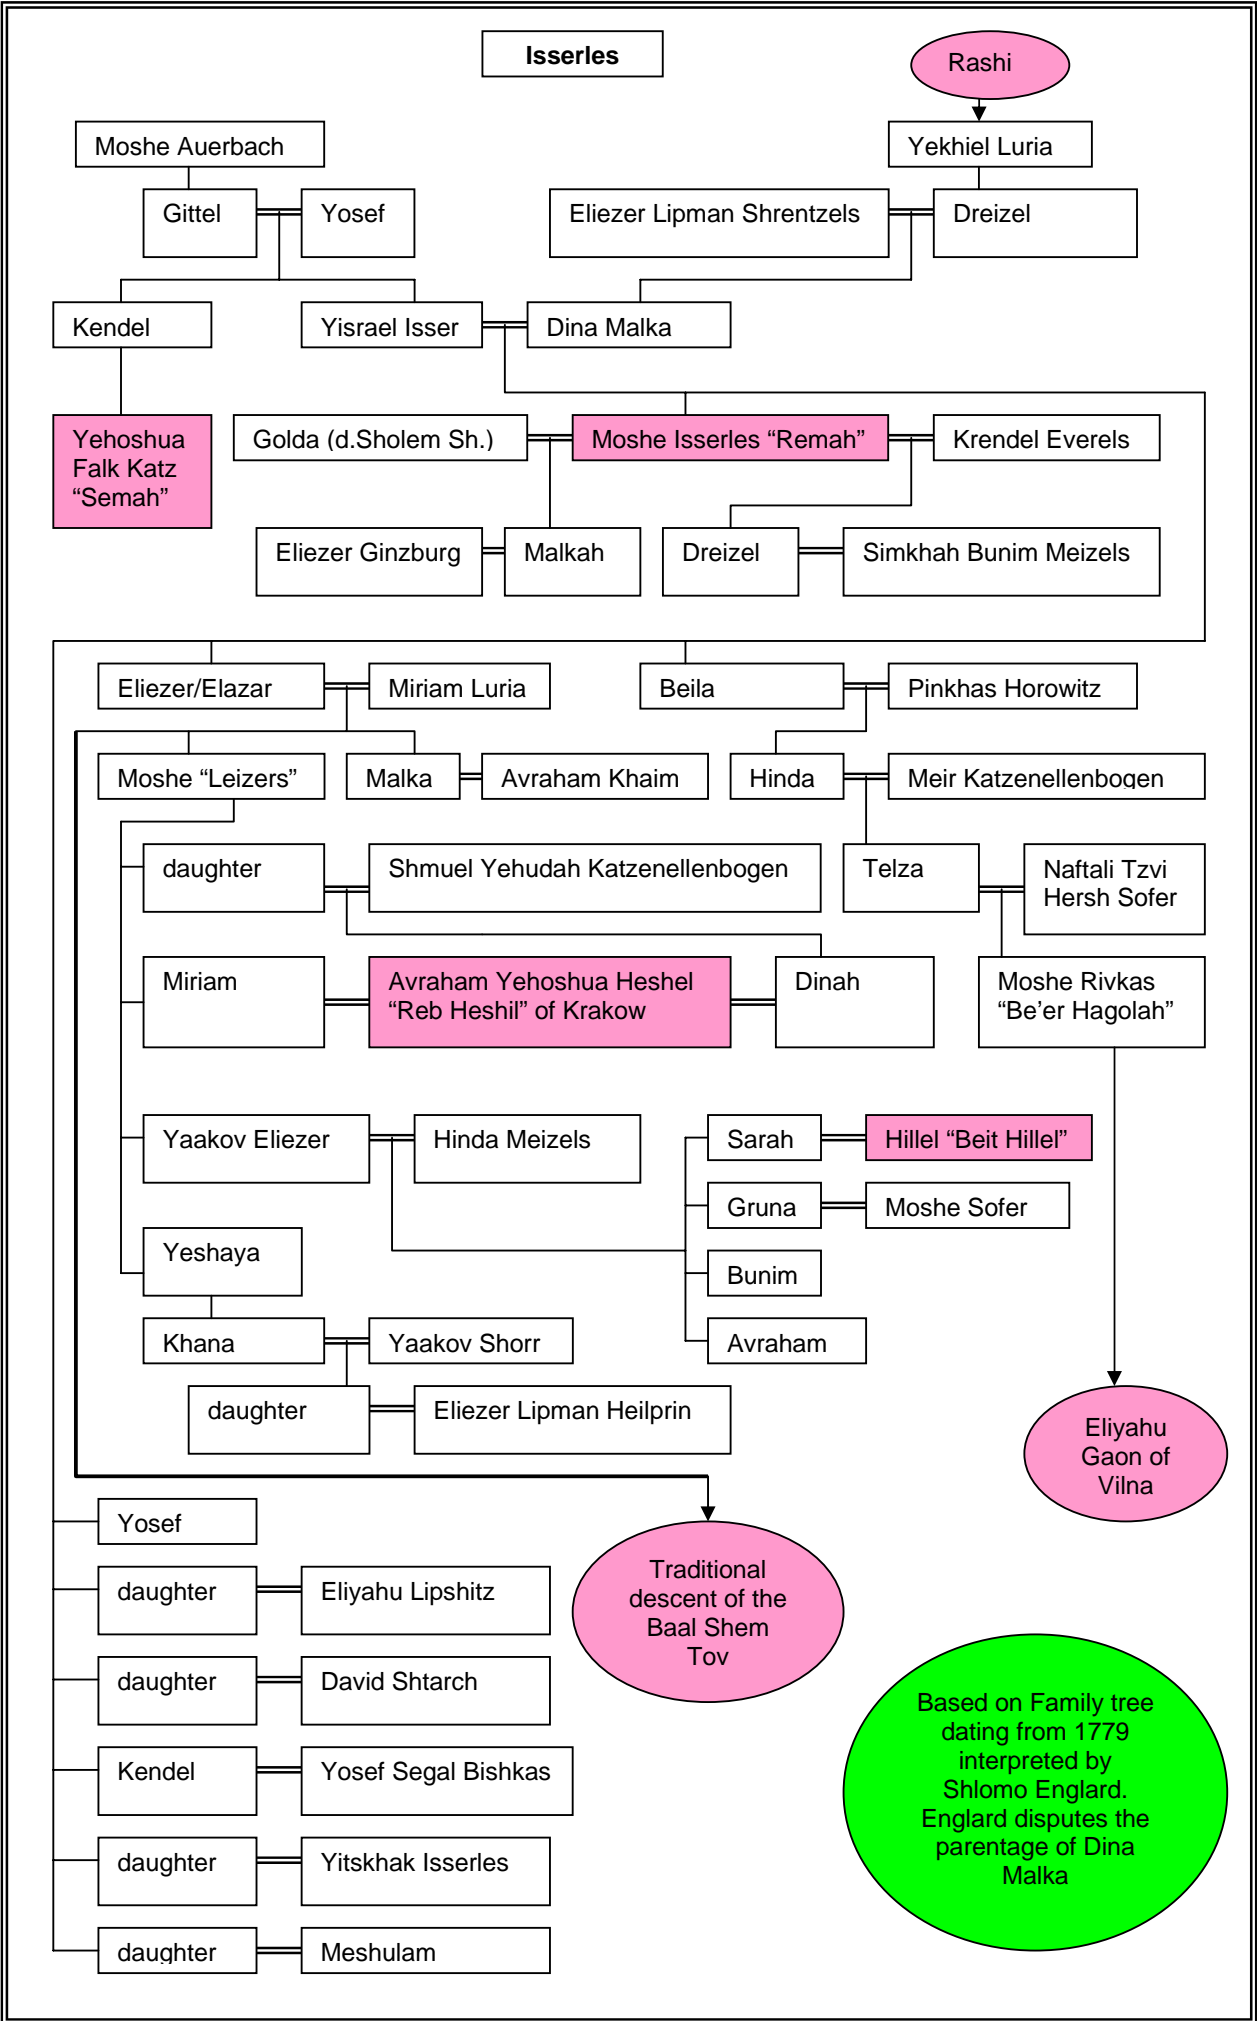 Isserles
Rashi
Moshe Auerbach
Yekhiel Luria
Gittel
Yosef
Eliezer Lipman Shrentzels
Dreizel
Kendel
Yisrael Isser
Dina Malka
Yehoshua
Falk Katz
“Semah”
Golda (d.Sholem Sh.)
Moshe Isserles “Remah”
Krendel Everels
Eliezer Ginzburg
Malkah
Dreizel
Simkhah Bunim Meizels
Eliezer/Elazar
Miriam Luria
Beila
Pinkhas Horowitz
Moshe “Leizers”
Malka
Avraham Khaim
Hinda
Meir Katzenellenbogen
daughter
Shmuel Yehudah Katzenellenbogen
Telza
Naftali Tzvi
Hersh Sofer
Miriam
Avraham Yehoshua Heshel
“Reb Heshil” of Krakow
Dinah
Moshe Rivkas
“Be’er Hagolah”
Yaakov Eliezer
Hinda Meizels
Sarah
Hillel “Beit Hillel”
Gruna
Moshe Sofer
Yeshaya
Bunim
Khana
Yaakov Shorr
Avraham
daughter
Eliezer Lipman Heilprin
Eliyahu
Gaon of
Vilna
Yosef
Traditional
descent of the
Baal Shem
Tov
daughter
Eliyahu Lipshitz
daughter
David Shtarch
Kendel
Yosef Segal Bishkas
daughter
Yitskhak Isserles
daughter
Meshulam
Based on Family tree
dating from 1779
interpreted by
Shlomo Englard.
Englard disputes the
parentage of Dina
Malka